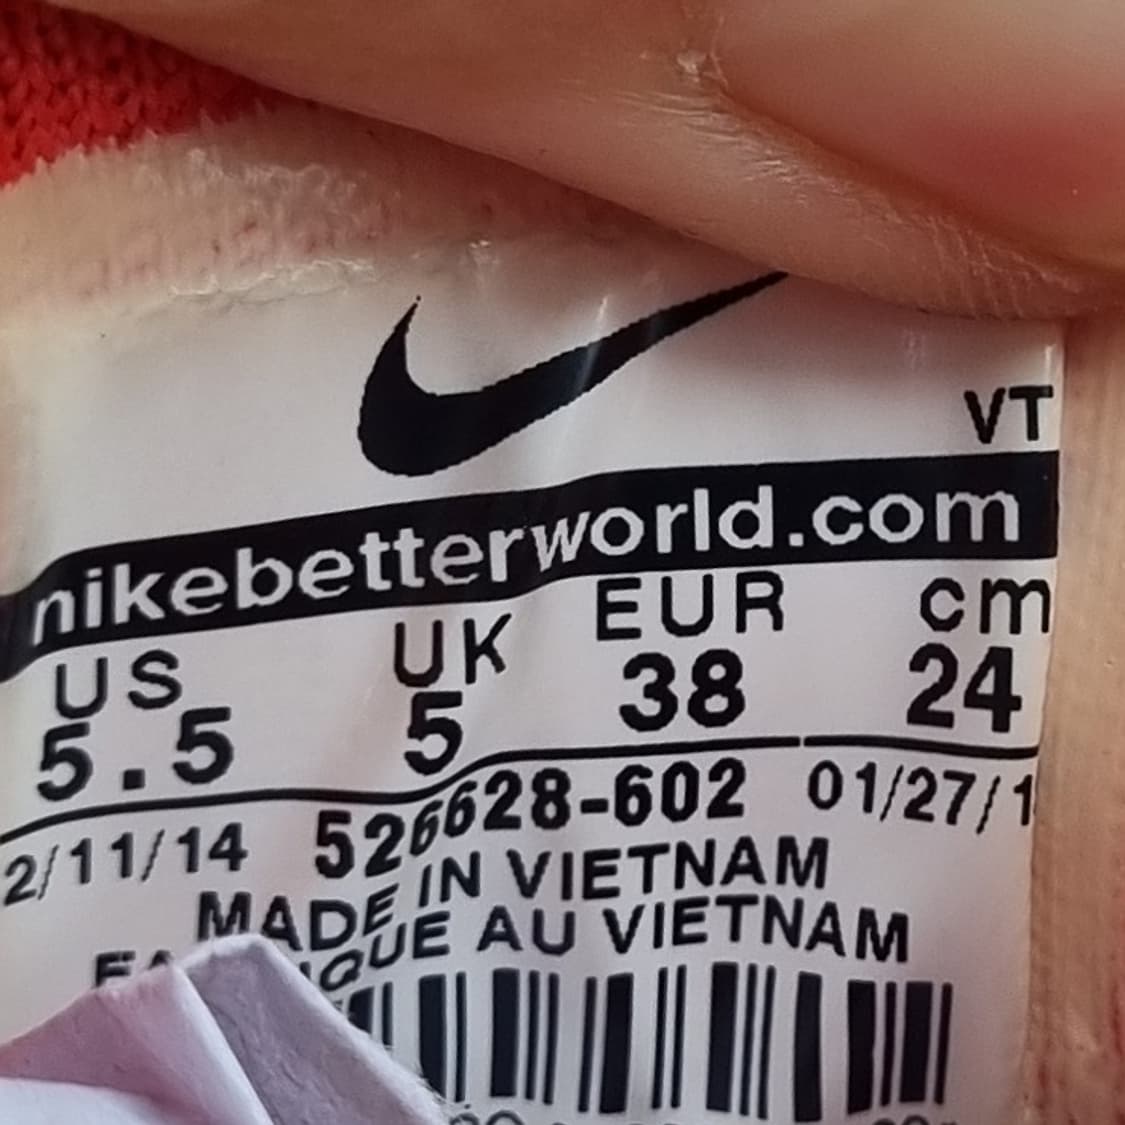 VT
nikebetterworld.com
US UK EUR cm
5.5 5 38 24
2/11/14 526628-602 01/27/1
MADE IN VIETNAM
AU VIETNAM